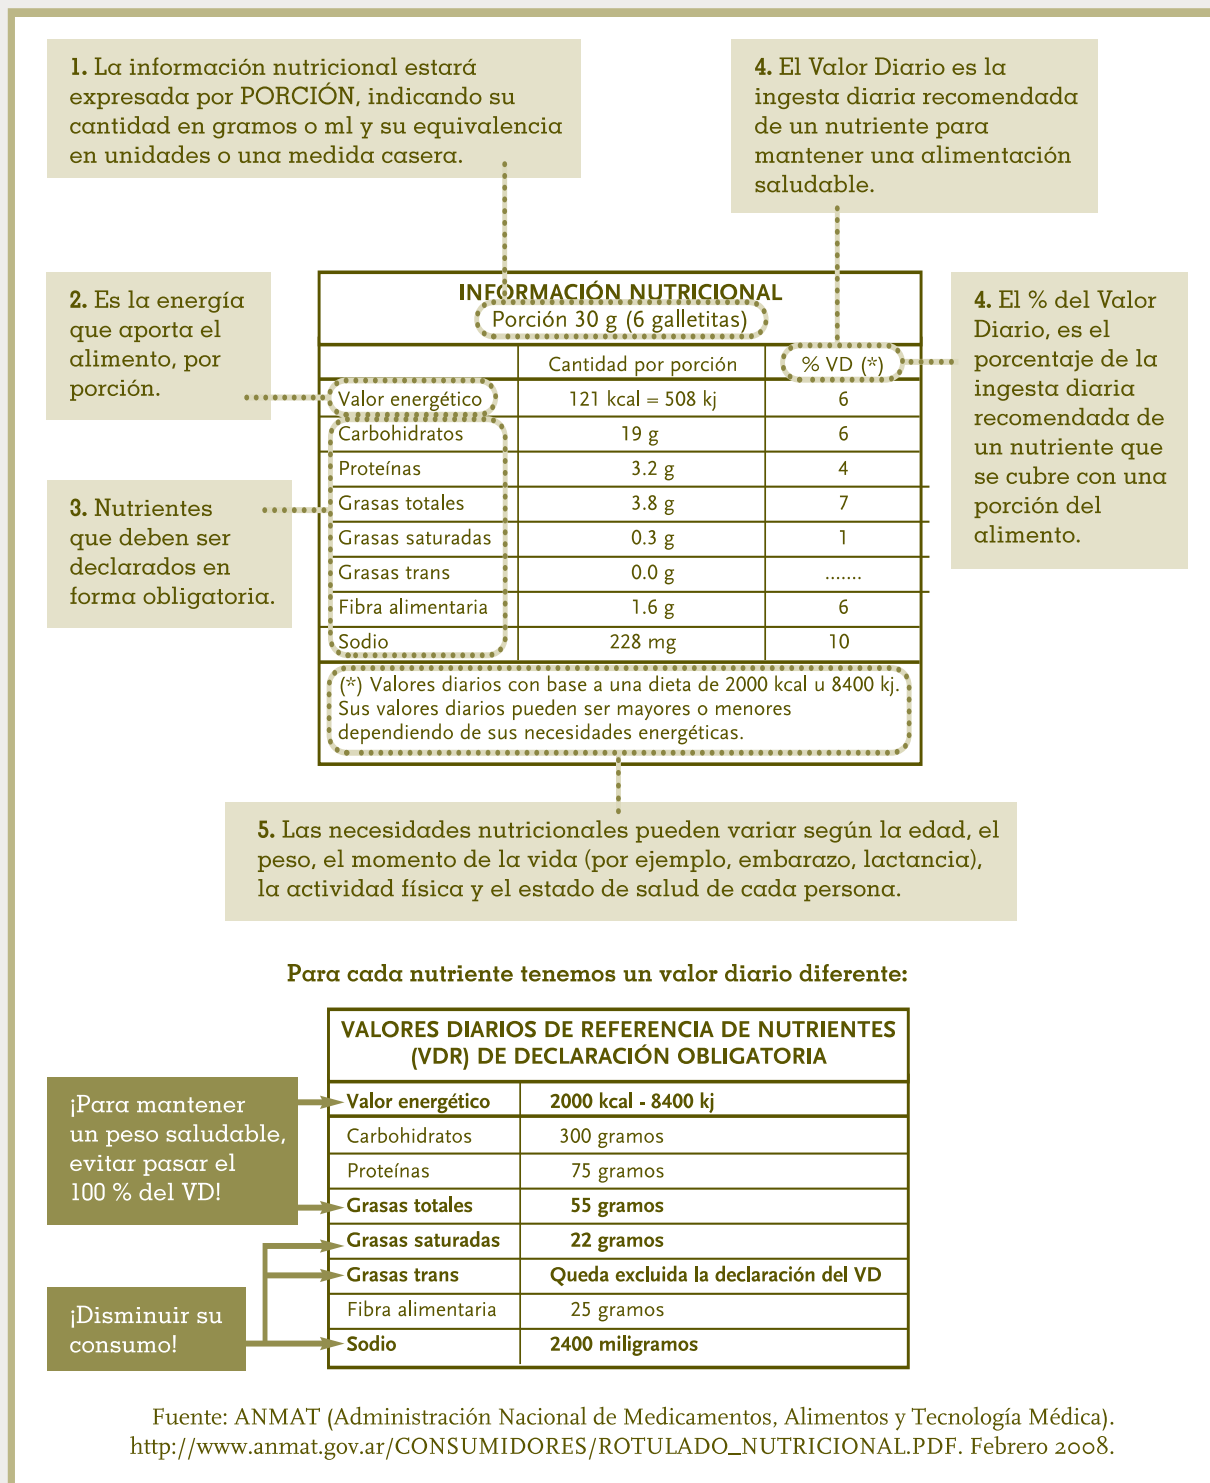 1. La información nutricional estará
expresada por PORCIÓN, indicando su
cantidad en gramos o ml y su equivalencia
en unidades o una medida casera.
4. El Valor Diario es la
ingesta diaria recomendada
de un nutriente para
mantener una alimentación
saludable.
2. Es la energía
que aporta el
alimento, por
porción.
3. Nutrientes
que deben ser
declarados en
forma obligatoria.
INFORMACIÓN NUTRICIONAL
Porción 30 g (6 galletitas)
Cantidad por porción % VD (*)
Valor energético 121 kcal = 508 kj 6
Carbohidratos 19 g 6
Proteínas 3.2 g 4
Grasas totales 3.8 g 7
Grasas saturadas 0.3 g 1
Grasas trans 0.0 g .......
Fibra alimentaria 1.6 g 6
Sodio 228 mg 10
(*) Valores diarios con base a una dieta de 2000 kcal u 8400 kj.
Sus valores diarios pueden ser mayores o menores
dependiendo de sus necesidades energéticas.
4. El % del Valor
Diario, es el
porcentaje de la
ingesta diaria
recomendada de
un nutriente que
se cubre con una
porción del
alimento.
5. Las necesidades nutricionales pueden variar según la edad, el
peso, el momento de la vida (por ejemplo, embarazo, lactancia),
la actividad física y el estado de salud de cada persona.
Para cada nutriente tenemos un valor diario diferente:
VALORES DIARIOS DE REFERENCIA DE NUTRIENTES
(VDR) DE DECLARACIÓN OBLIGATORIA
Valor energético 2000 kcal - 8400 kj
Carbohidratos 300 gramos
Proteínas 75 gramos
Grasas totales 55 gramos
Grasas saturadas 22 gramos
Grasas trans Queda excluida la declaración del VD
Fibra alimentaria 25 gramos
Sodio 2400 miligramos
¡Para mantener
un peso saludable,
evitar pasar el
100 % del VD!
¡Disminuir su
consumo!
Fuente: ANMAT (Administración Nacional de Medicamentos, Alimentos y Tecnología Médica).
http://www.anmat.gov.ar/CONSUMIDORES/ROTULADO_NUTRICIONAL.PDF. Febrero 2008.